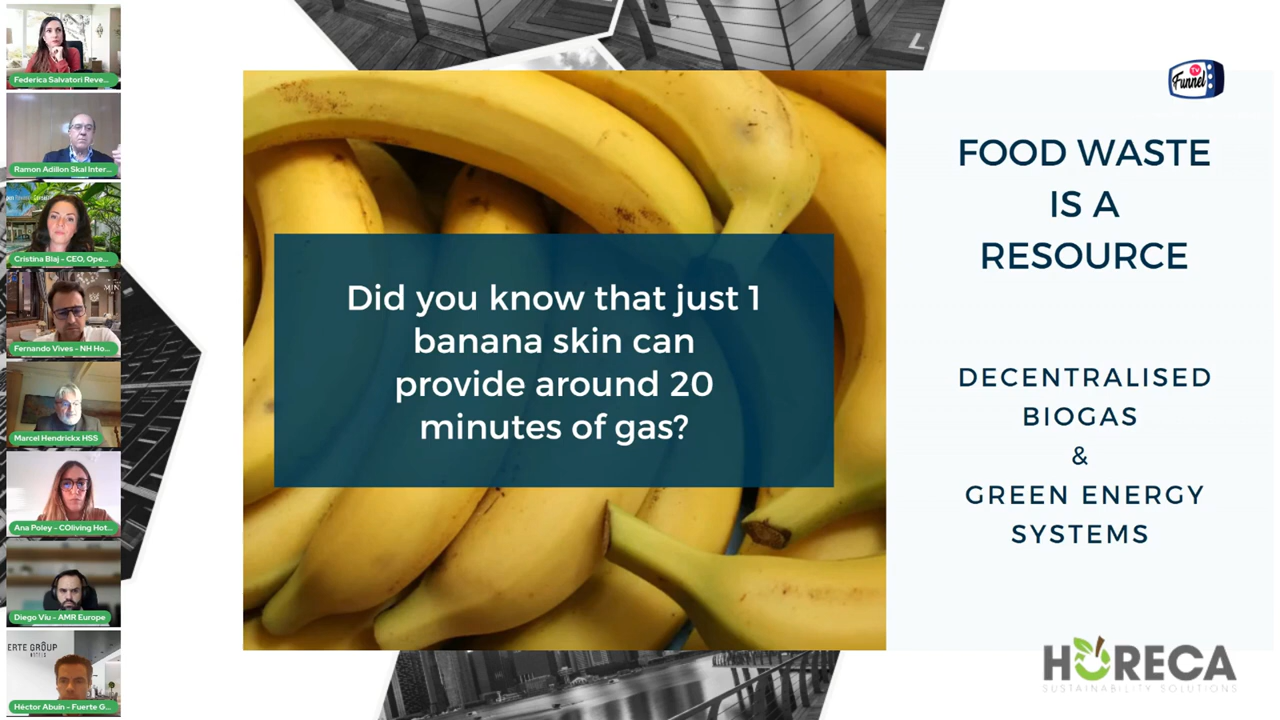 Federica Salvatori Reve...
Ramon Adillon Skal Inter...
Cristina Blaj - CEO, Ope...
MIN
Fernando Vives - NH Ho...
Marcel Hendrickx HSS
Ana Poley - COliving Hot...
Diego Viu - AMR Europe
ERTE GROUP
Héctor Abuín - Fuerte G...
L
Did you know that just 1
banana skin can
provide around 20
minutes of gas?
TV
Funnel
FOOD WASTE
IS A
RESOURCE
DECENTRALISED
BIOGAS
&
GREEN ENERGY
SYSTEMS
HORECA
SUSTAINABILITY SOLUTIONS